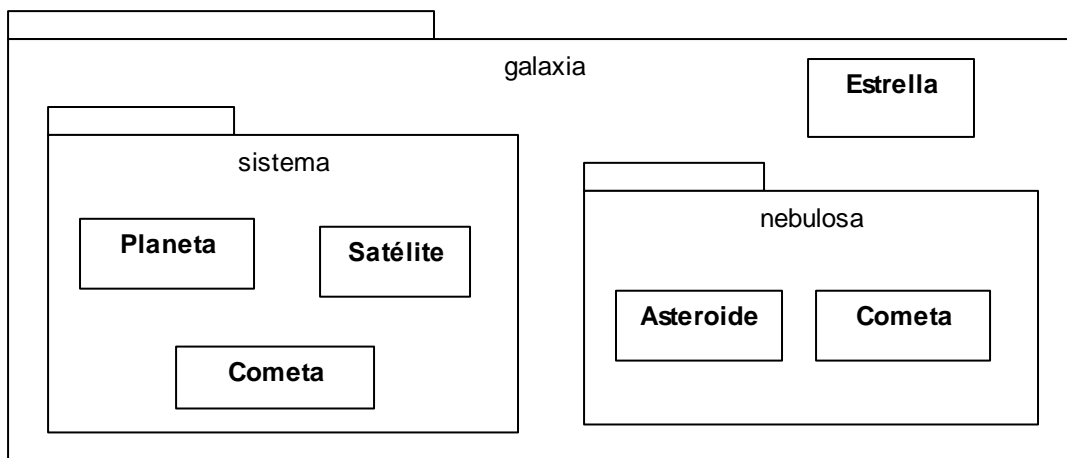 galaxia
Estrella
sistema
Planeta
Satélite
Cometa
nebulosa
Asteroide
Cometa